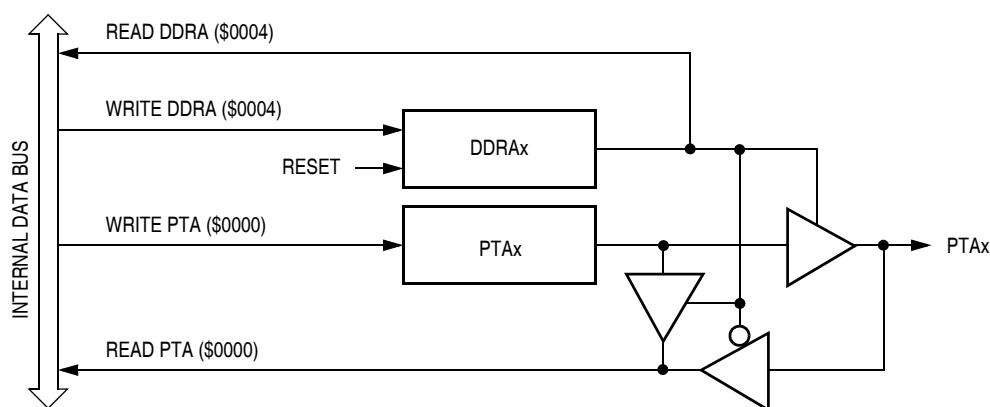 READ DDRA ($0004)
WRITE DDRA ($0004)
DDRAx
RESET
INTERNAL DATA BUS
WRITE PTA ($0000)
PTAx
PTAx
READ PTA ($0000)